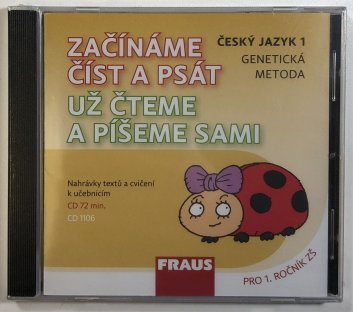 ZAČÍNÁME
ČÍST A PSÁT
ČESKÝ JAZYK 1
GENETICKÁ
METODA
UŽ ČTEME
A PÍŠEME SAMI
Nahrávky textů a cvičení
k učebnicím
CD 72 min.
CD 1106
FRAUS
PRO 1. ROČNÍK ZŠ